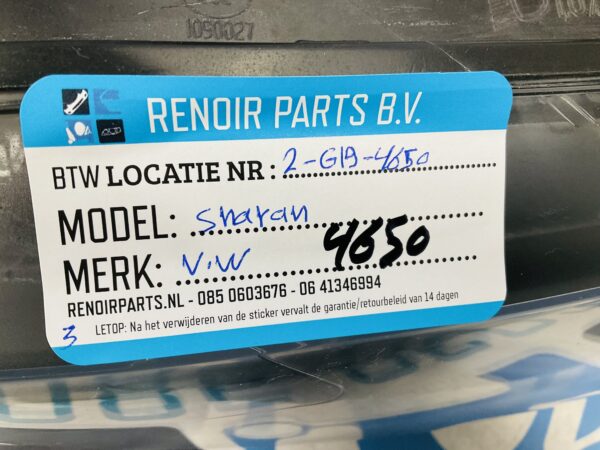 1090027
RENOIR PARTS B.V.
BTW LOCATIE NR : 2-G19-4650
MODEL: Sharan
MERK: V.W 4650
RENOIRPARTS.NL - 085 0603676 - 06 41346994
3 LETOP: Na het verwijderen van de sticker vervalt de garantie/retourbeleid van 14 dagen